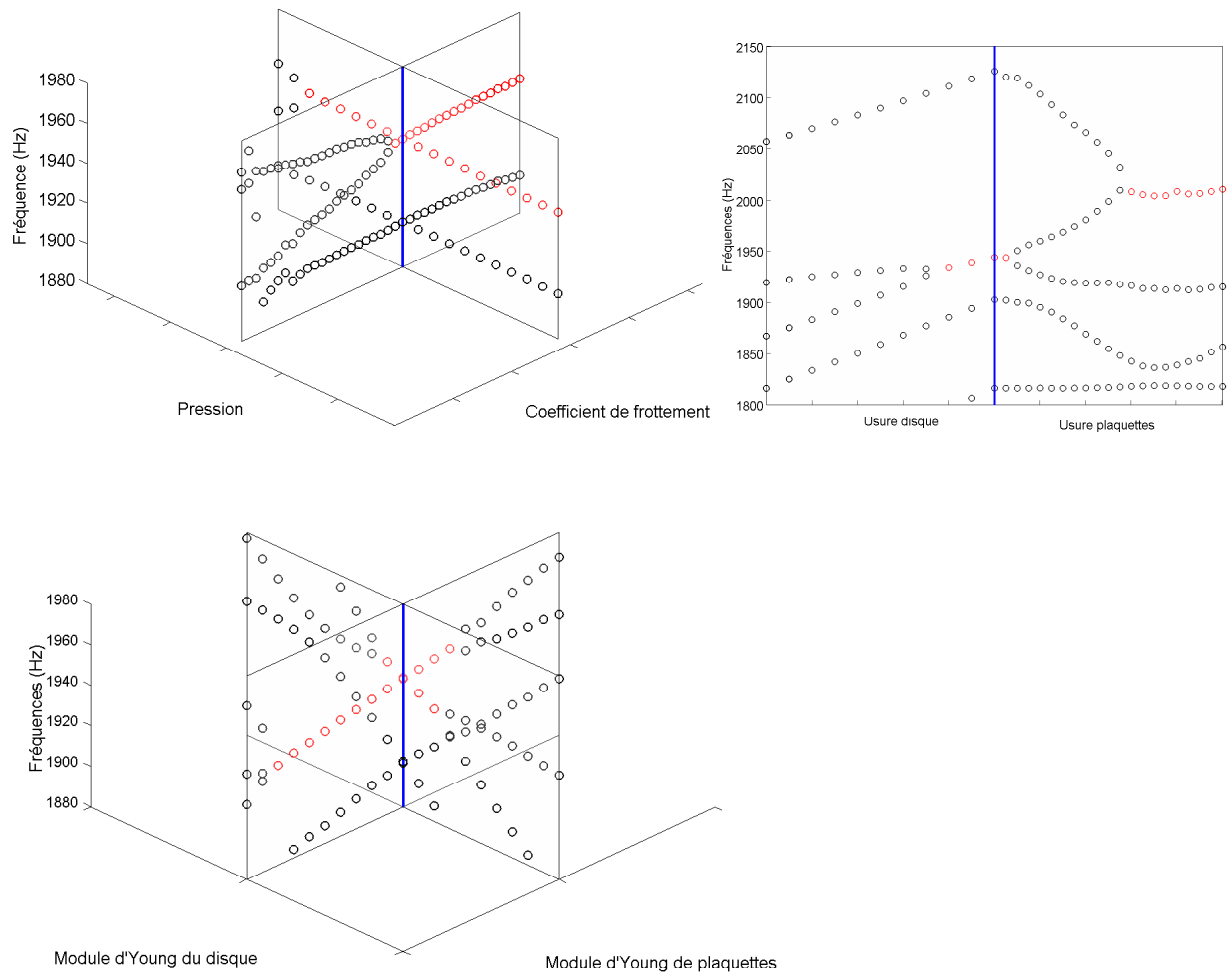 1980
1960
1940
1920
1900
1880
Fréquence (Hz)
Pression
Coefficient de frottement
2150
2100
2050
2000
1950
1900
1850
1800
Fréquences (Hz)
Usure disque
Usure plaquettes
1980
1960
1940
1920
1900
1880
Fréquences (Hz)
Module d'Young du disque
Module d'Young de plaquettes